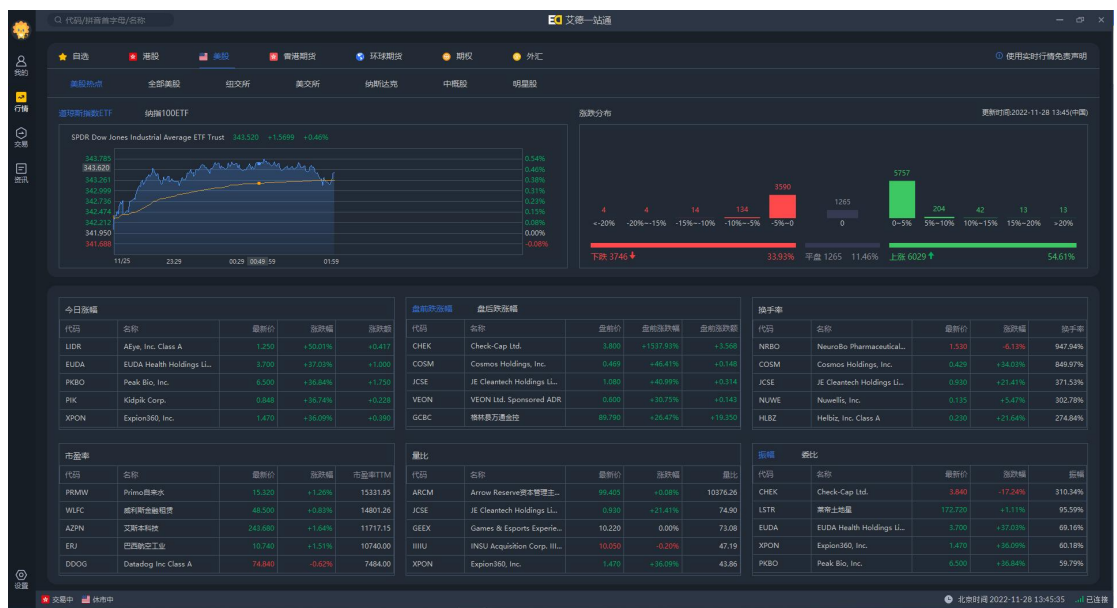 代码/拼音首字母/名称
艾德一站通
我的
行情
交易
资讯
设置
自选 港股 美股 香港期货 环球期货 期权 外汇 使用实时行情免责声明
美股热点 全部美股 纽交所 美交所 纳斯达克 中概股 明星股
道琼斯指数ETF 纳指100ETF
SPDR Dow Jones Industrial Average ETF Trust 343.520 +1.5699 +0.46%
343.785 0.54%
343.620 0.46%
343.261 0.38%
342.999 0.31%
342.736 0.23%
342.474 0.15%
342.212 0.08%
341.950 0.00%
341.688 -0.08%
11/25 23:29 00:29 00:49 :59 01:59
涨跌分布 更新时间:2022-11-28 13:45(中国)
4 4 14 134 3590 1265 5757 204 42 13 13
<-20% -20%~-15% -15%~-10% -10%~-5% -5%~0 0 0~5% 5%~10% 10%~15% 15%~20% >20%
下跌 3746 33.93% 平盘 1265 11.46% 上涨 6029 54.61%
今日涨幅
代码 名称 最新价 涨跌幅 涨跌额
LIDR AEye, Inc. Class A 1.250 +50.01% +0.417
EUDA EUDA Health Holdings Li... 3.700 +37.03% +1.000
PKBO Peak Bio, Inc. 6.500 +36.84% +1.750
PIK Kidpik Corp. 0.848 +36.74% +0.228
XPON Expion360, Inc. 1.470 +36.09% +0.390
盘前跌涨幅 盘后跌涨幅
代码 名称 盘前价 盘前涨跌幅 盘前涨跌额
CHEK Check-Cap Ltd. 3.800 +1537.93% +3.568
COSM Cosmos Holdings, Inc. 0.469 +46.41% +0.148
JCSE JE Cleantech Holdings Li... 1.080 +40.99% +0.314
VEON VEON Ltd. Sponsored ADR 0.600 +30.75% +0.143
GCBC 格林县万通金控 89.790 +26.47% +19.350
换手率
代码 名称 最新价 涨跌幅 换手率
NRBO NeuroBo Pharmaceutical... 1.530 -6.13% 947.94%
COSM Cosmos Holdings, Inc. 0.429 +34.03% 849.97%
JCSE JE Cleantech Holdings Li... 0.930 +21.41% 371.53%
NUWE Nuwellis, Inc. 0.135 +5.47% 302.78%
HLBZ Helbiz, Inc. Class A 0.230 +21.64% 274.84%
市盈率
代码 名称 最新价 涨跌幅 市盈率TTM
PRMW Primo自来水 15.320 +1.26% 15331.95
WLFC 威利斯金融租赁 48.500 +0.83% 14801.26
AZPN 艾斯本科技 243.680 +1.64% 11717.15
ERJ 巴西航空工业 10.740 +1.51% 10740.00
DDOG Datadog Inc Class A 74.840 -0.62% 7484.00
量比
代码 名称 最新价 涨跌幅 量比
ARCM Arrow Reserve资本管理主... 99.405 +0.08% 10376.26
JCSE JE Cleantech Holdings Li... 0.930 +21.41% 74.90
GEEX Games & Esports Experie... 10.220 0.00% 73.08
IIIIU INSU Acquisition Corp. III... 10.050 -0.20% 47.19
XPON Expion360, Inc. 1.470 +36.09% 43.86
振幅 委比
代码 名称 最新价 涨跌幅 振幅
CHEK Check-Cap Ltd. 3.840 -17.24% 310.34%
LSTR 莱帝土地星 172.720 +1.11% 95.59%
EUDA EUDA Health Holdings Li... 3.700 +37.03% 69.16%
XPON Expion360, Inc. 1.470 +36.09% 60.18%
PKBO Peak Bio, Inc. 6.500 +36.84% 59.79%
交易中 休市中 北京时间 2022-11-28 13:45:35 已连接